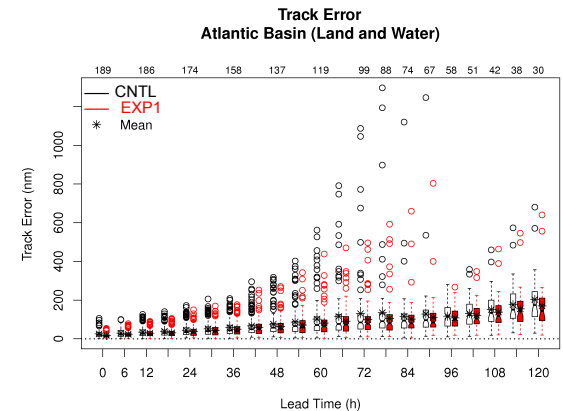 Track Error
Atlantic Basin (Land and Water)
189 186 174 158 137 119 99 88 74 67 58 51 42 38 30
CNTL
EXP1
Mean
Track Error (nm)
1000
800
600
400
200
0
0 6 12 24 36 48 60 72 84 96 108 120
Lead Time (h)